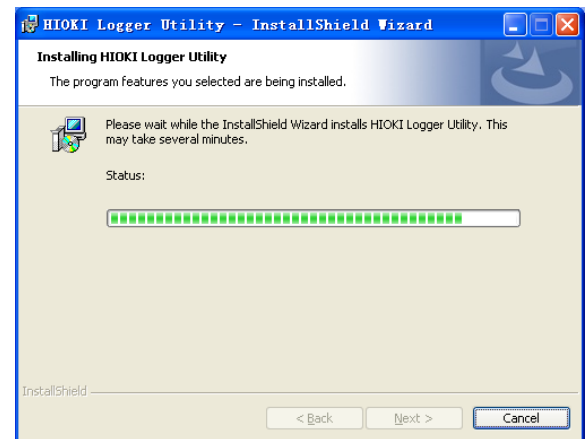 HIOKI Logger Utility - InstallShield Wizard
Installing HIOKI Logger Utility
The program features you selected are being installed.
Please wait while the InstallShield Wizard installs HIOKI Logger Utility. This
may take several minutes.
Status:
InstallShield
< Back
Next >
Cancel